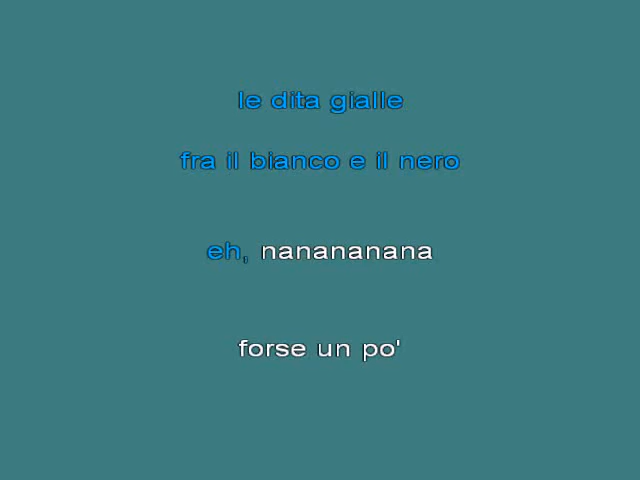 le dita gialle
fra il bianco e il nero
eh, nanananana
forse un po'